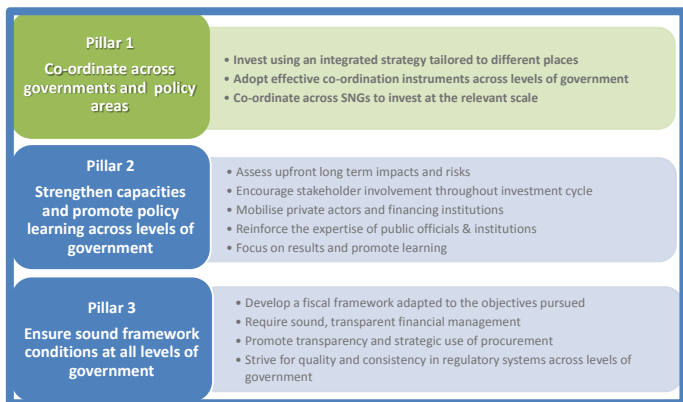 Pillar 1
Co-ordinate across
governments and policy
areas
• Invest using an integrated strategy tailored to different places
• Adopt effective co-ordination instruments across levels of government
• Co-ordinate across SNGs to invest at the relevant scale
Pillar 2
Strengthen capacities
and promote policy
learning across levels of
government
• Assess upfront long term impacts and risks
• Encourage stakeholder involvement throughout investment cycle
• Mobilise private actors and financing institutions
• Reinforce the expertise of public officials & institutions
• Focus on results and promote learning
Pillar 3
Ensure sound framework
conditions at all levels of
government
• Develop a fiscal framework adapted to the objectives pursued
• Require sound, transparent financial management
• Promote transparency and strategic use of procurement
• Strive for quality and consistency in regulatory systems across levels of
government